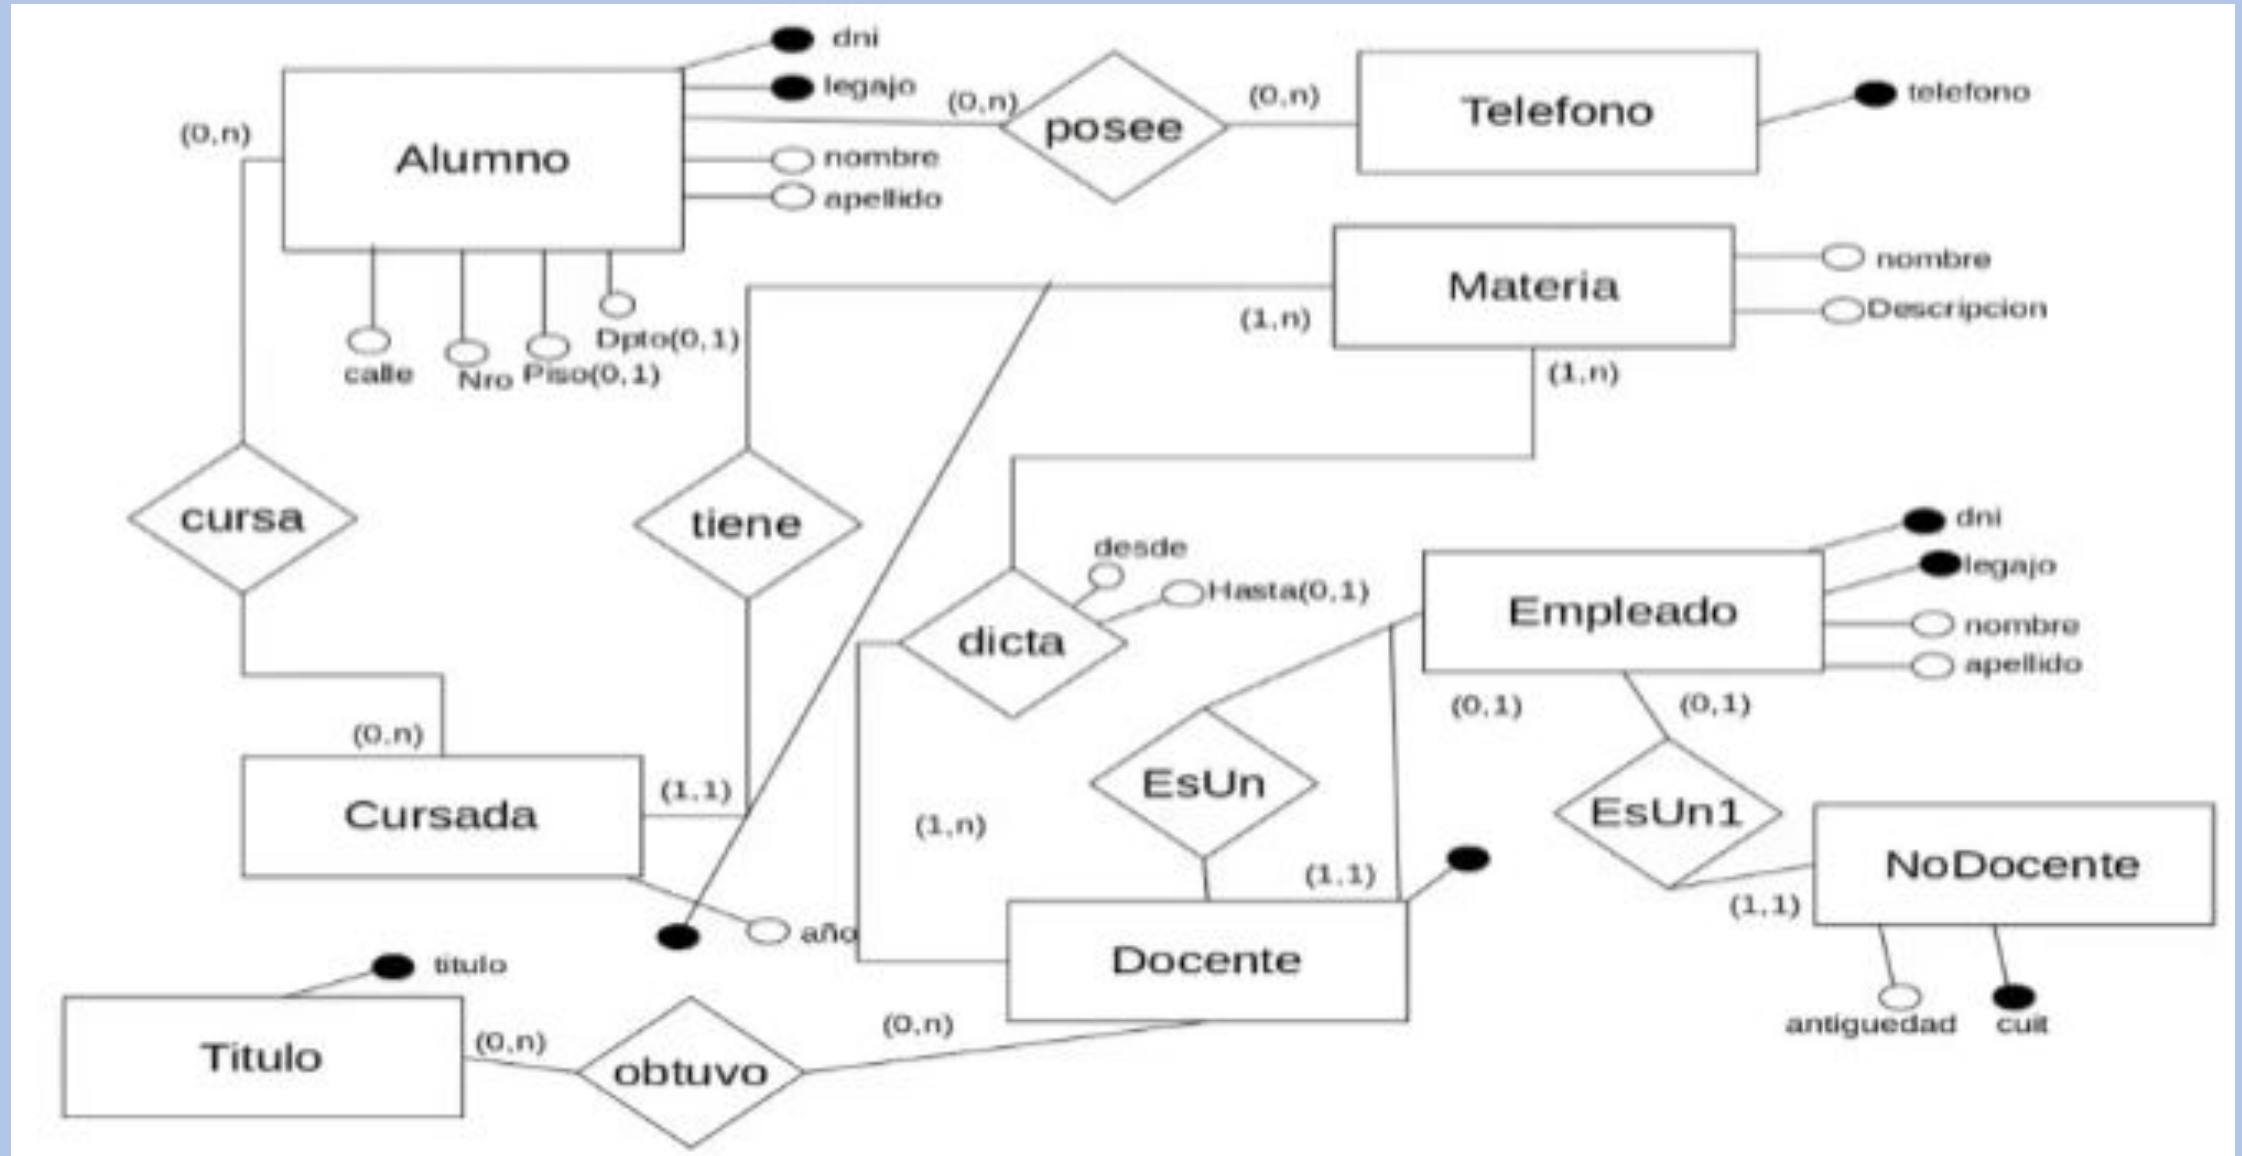 dni
legajo
(0,n)
nombre
apellido
(0,n)
Alumno
posee
(0,n)
Telefono
telefono
calle
Nro
Piso(0,1)
Dpto(0,1)
Materia
nombre
Descripcion
(1,n)
(1,n)
cursa
tiene
desde
Hasta(0,1)
dicta
Empleado
dni
legajo
nombre
apellido
(0,1)
(0,1)
(0,n)
Cursada
(1,1)
año
(1,n)
EsUn
(1,1)
EsUn1
(1,1)
NoDocente
antiguedad
cuit
Docente
titulo
Titulo
(0,n)
obtuvo
(0,n)